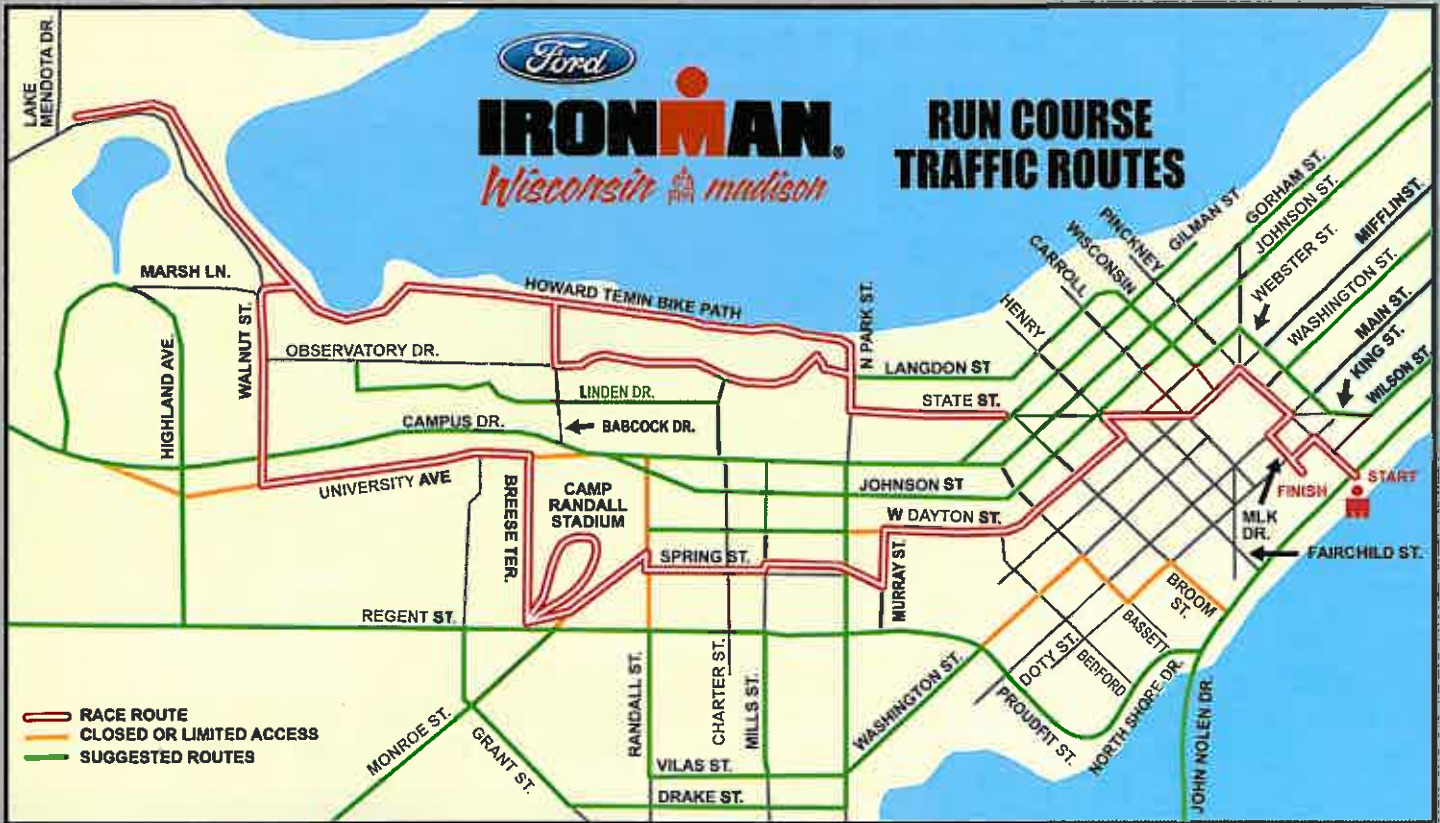 LAKE
MENDOTA DR.
Ford
IRONMAN®
Wisconsin madison
RUN COURSE
TRAFFIC ROUTES
GORHAM ST.
JOHNSON ST.
GILMAN ST
PINCKNEY
WISCONSIN
CARROLL
HENRY
WEBSTER ST.
MIFFLIN ST.
WASHINGTON ST.
MAIN ST.
KING ST.
WILSON ST.
MARSH LN.
WALNUT ST.
HIGHLAND AVE.
HOWARD TEMIN BIKE PATH
N PARK ST.
OBSERVATORY DR.
LANGDON ST
LINDEN DR.
STATE ST.
CAMPUS DR.
BABCOCK DR.
UNIVERSITY AVE
BREESE TER.
CAMP
RANDALL
STADIUM
JOHNSON ST
W DAYTON ST.
START
FINISH
MLK
DR.
FAIRCHILD ST.
SPRING ST.
MURRAY ST.
BROOM
ST.
BASSETT
BEDFORD
DOTY ST.
REGENT ST.
RANDALL ST.
CHARTER ST.
MILLS ST.
WASHINGTON ST.
PROUDFIT ST.
NORTH SHORE DR.
JOHN NOLEN DR.
MONROE ST.
GRANT ST.
VILAS ST.
DRAKE ST.
RACE ROUTE
CLOSED OR LIMITED ACCESS
SUGGESTED ROUTES